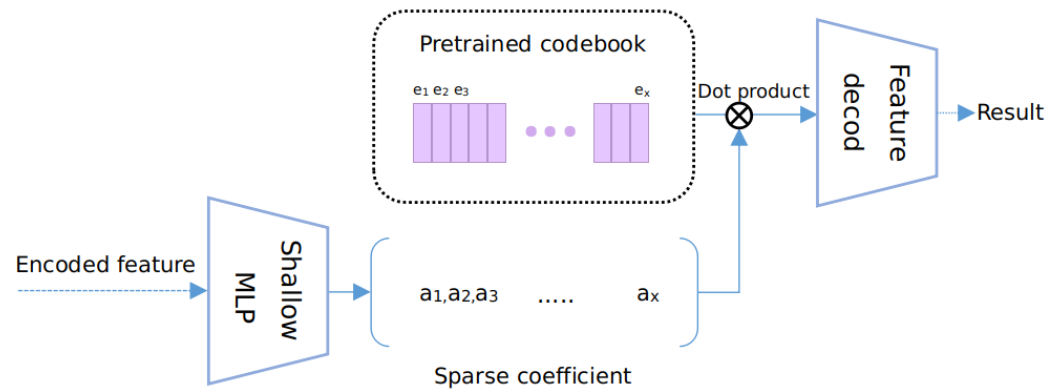 Pretrained codebook
e₁ e₂ e₃ eₓ
Dot product
Feature
decod
Result
Encoded feature
Shallow
MLP
a₁,a₂,a₃ ..... aₓ
Sparse coefficient